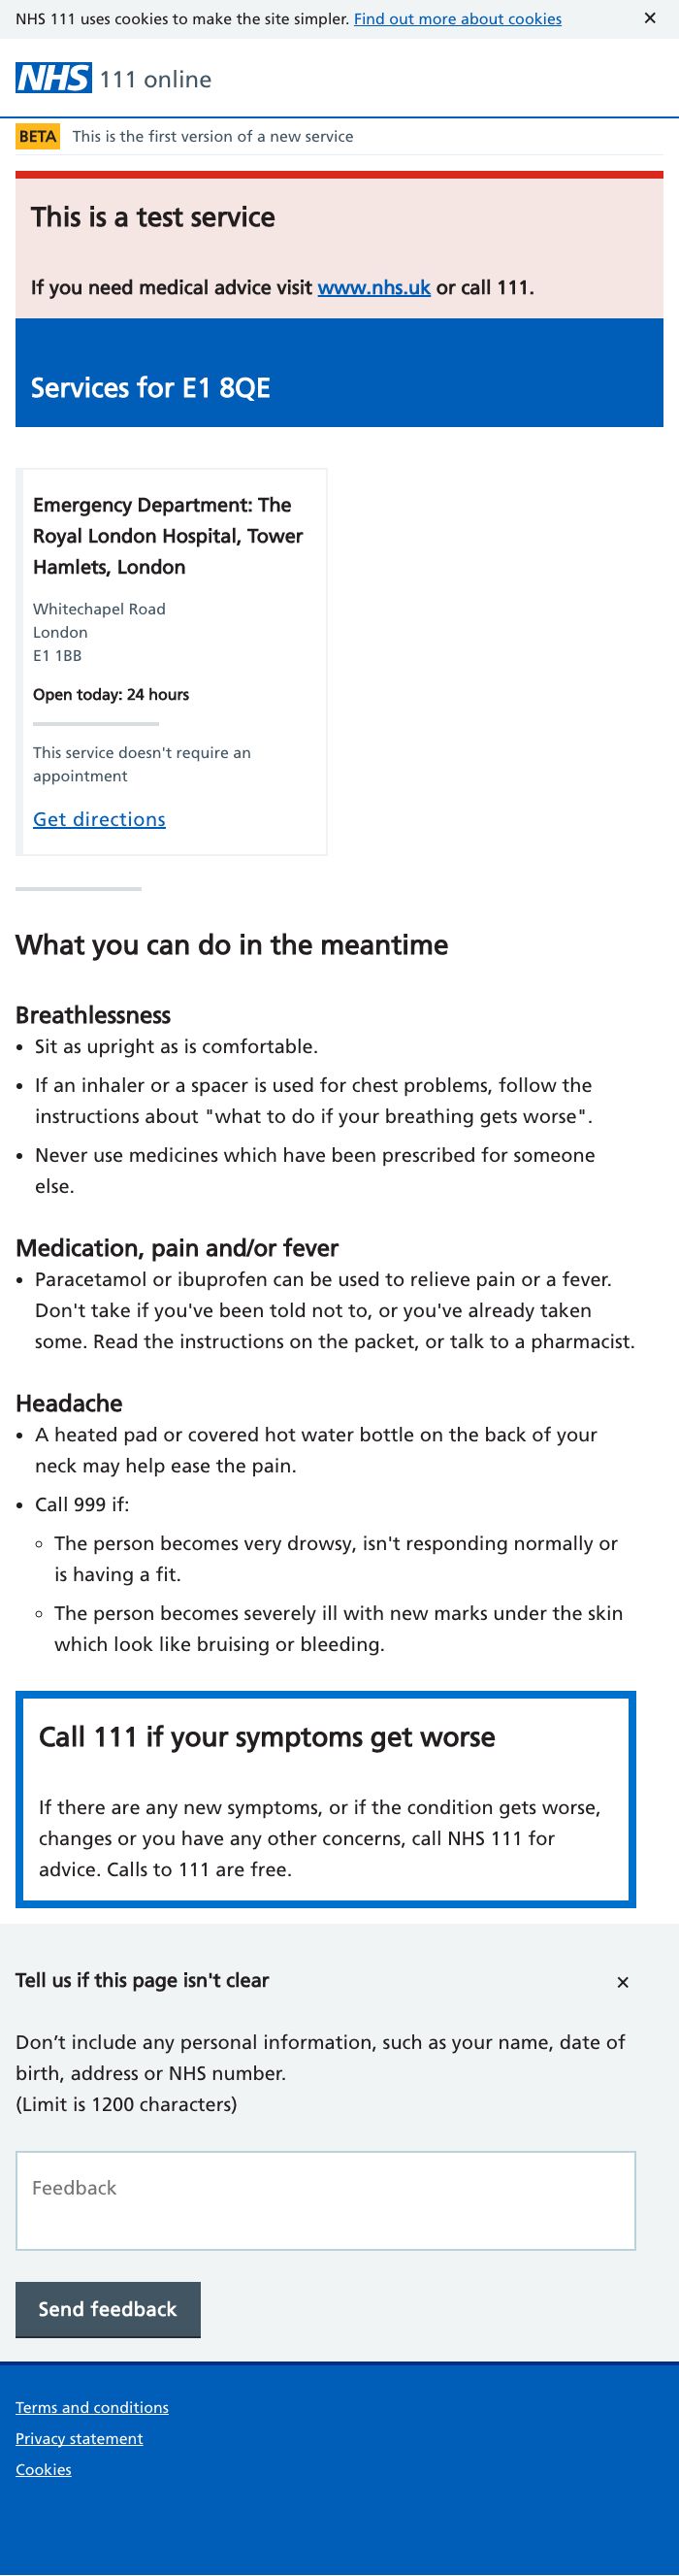 NHS 111 uses cookies to make the site simpler. Find out more about cookies ✕
NHS 111 online
BETA This is the first version of a new service
This is a test service
If you need medical advice visit www.nhs.uk or call 111.
Services for E1 8QE
Emergency Department: The
Royal London Hospital, Tower
Hamlets, London
Whitechapel Road
London
E1 1BB
Open today: 24 hours
This service doesn't require an
appointment
Get directions
What you can do in the meantime
Breathlessness
• Sit as upright as is comfortable.
• If an inhaler or a spacer is used for chest problems, follow the
instructions about "what to do if your breathing gets worse".
• Never use medicines which have been prescribed for someone
else.
Medication, pain and/or fever
• Paracetamol or ibuprofen can be used to relieve pain or a fever.
Don't take if you've been told not to, or you've already taken
some. Read the instructions on the packet, or talk to a pharmacist.
Headache
• A heated pad or covered hot water bottle on the back of your
neck may help ease the pain.
• Call 999 if:
◦ The person becomes very drowsy, isn't responding normally or
is having a fit.
◦ The person becomes severely ill with new marks under the skin
which look like bruising or bleeding.
Call 111 if your symptoms get worse
If there are any new symptoms, or if the condition gets worse,
changes or you have any other concerns, call NHS 111 for
advice. Calls to 111 are free.
Tell us if this page isn't clear ✕
Don’t include any personal information, such as your name, date of
birth, address or NHS number.
(Limit is 1200 characters)
Feedback
Send feedback
Terms and conditions
Privacy statement
Cookies